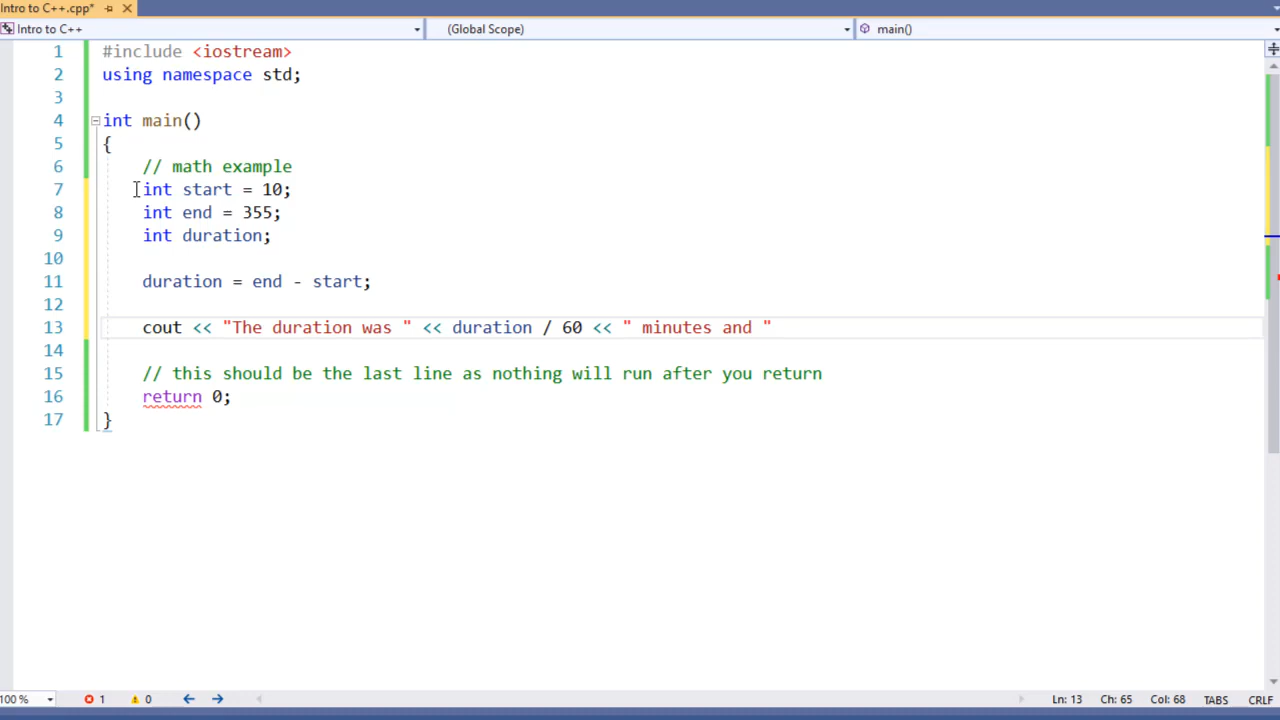 Intro to C++.cpp*
Intro to C++ (Global Scope) main()
1 #include <iostream>
2 using namespace std;
3
4 int main()
5 {
6 // math example
7 int start = 10;
8 int end = 355;
9 int duration;
10
11 duration = end - start;
12
13 cout << "The duration was " << duration / 60 << " minutes and "
14
15 // this should be the last line as nothing will run after you return
16 return 0;
17 }
100 % 1 0 Ln: 13 Ch: 65 Col: 68 TABS CRLF